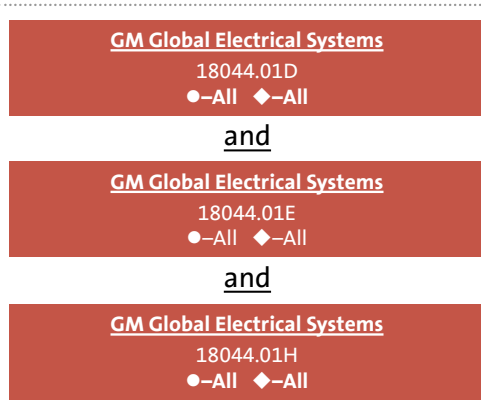 GM Global Electrical Systems
18044.01D
●–All ◆–All
and
GM Global Electrical Systems
18044.01E
●–All ◆–All
and
GM Global Electrical Systems
18044.01H
●–All ◆–All